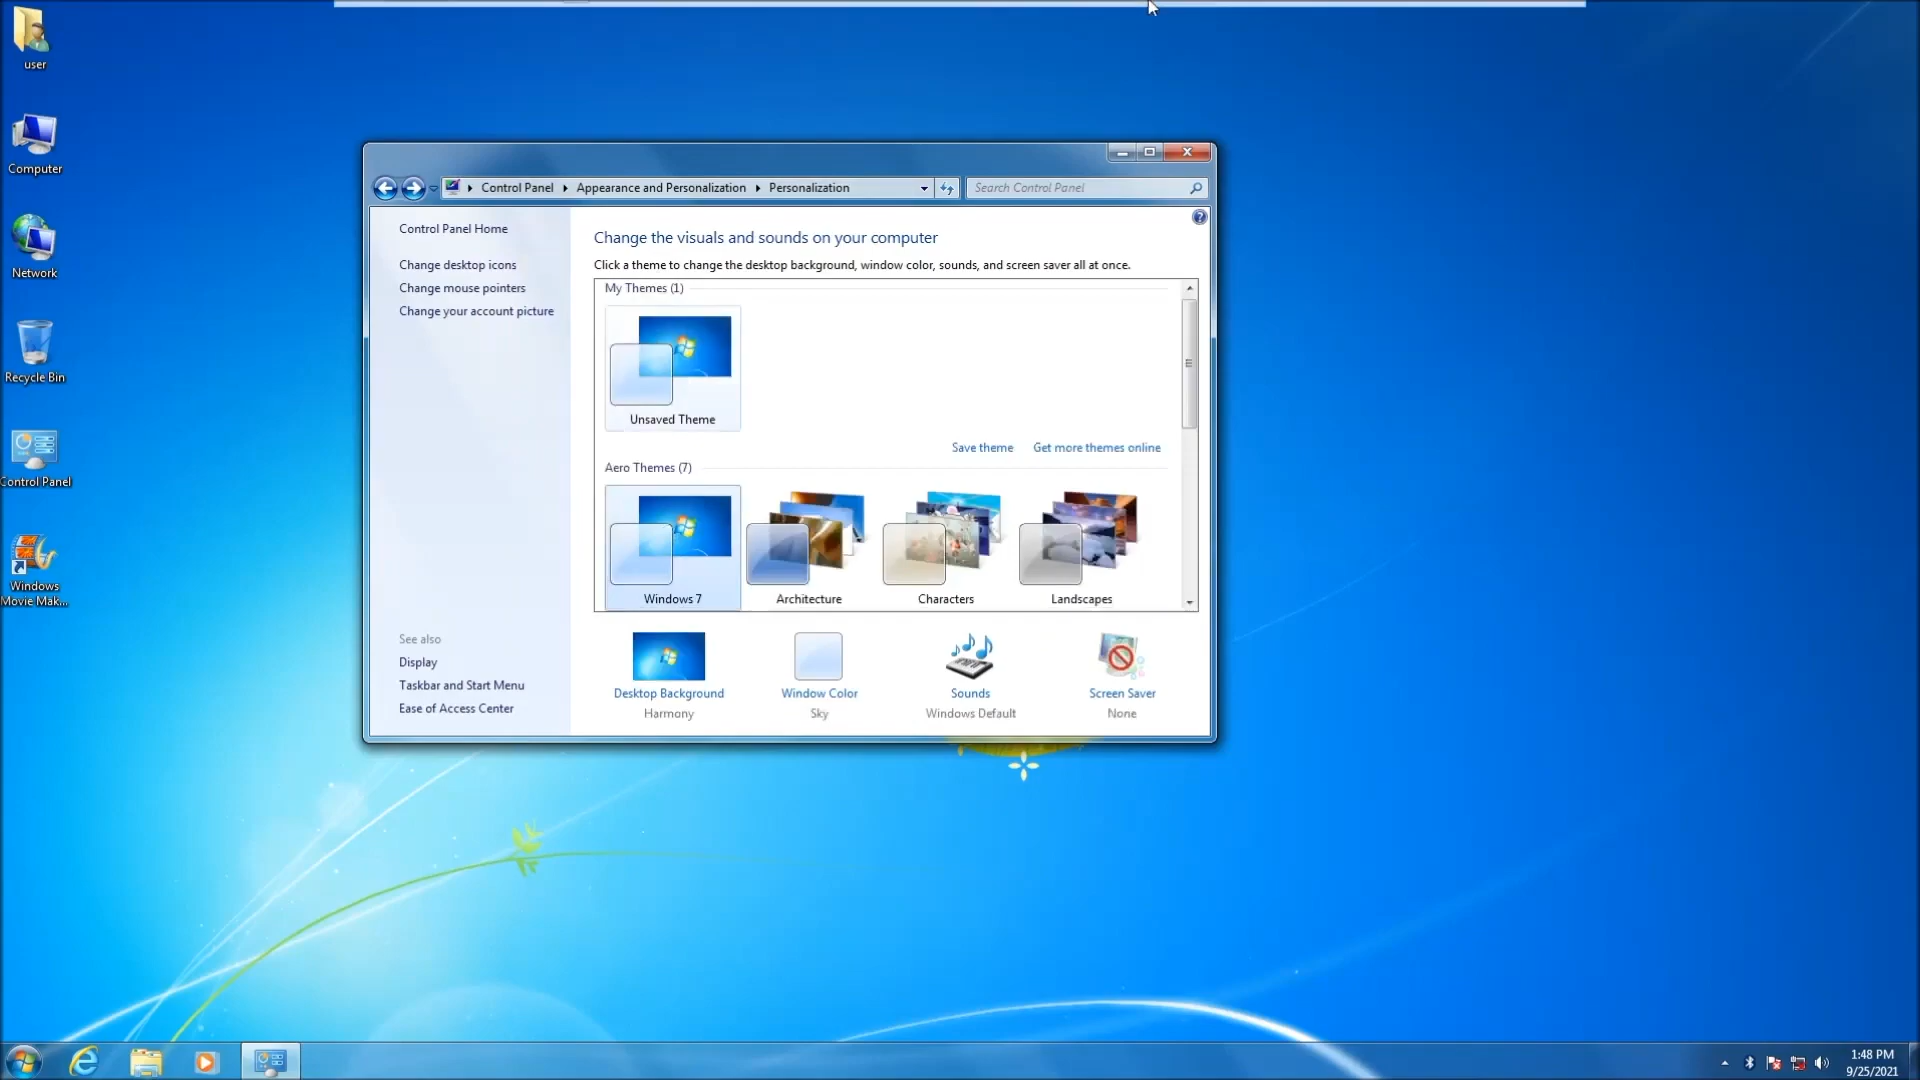 user
Computer
Network
Recycle Bin
Control Panel
Windows
Movie Mak...
Control Panel
Appearance and Personalization
Personalization
Search Control Panel
Control Panel Home
Change desktop icons
Change mouse pointers
Change your account picture
See also
Display
Taskbar and Start Menu
Ease of Access Center
Change the visuals and sounds on your computer
Click a theme to change the desktop background, window color, sounds, and screen saver all at once.
My Themes (1)
Unsaved Theme
Save theme
Get more themes online
Aero Themes (7)
Windows 7
Architecture
Characters
Landscapes
Desktop Background
Harmony
Window Color
Sky
Sounds
Windows Default
Screen Saver
None
1:48 PM
9/25/2021